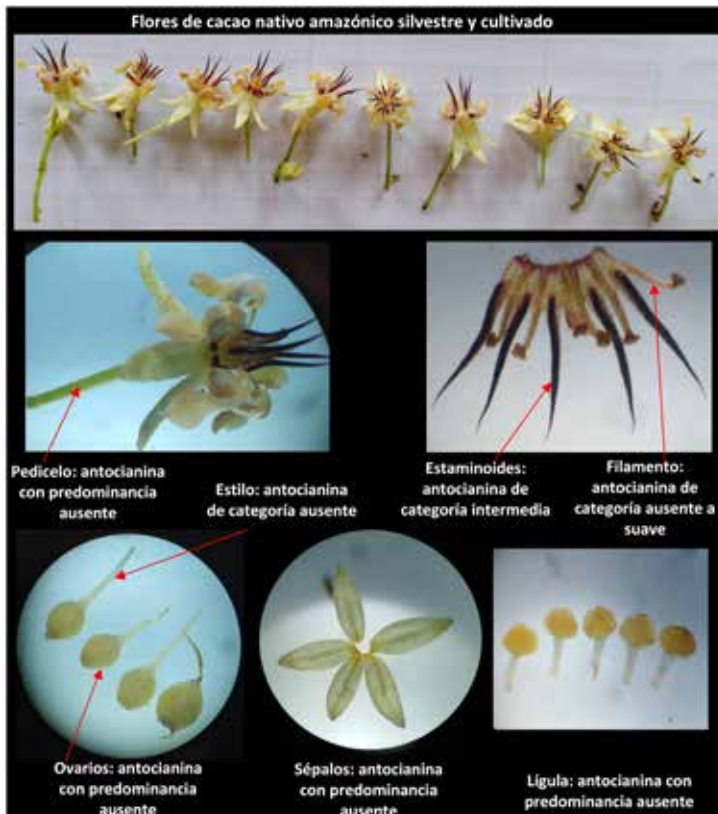 Flores de cacao nativo amazónico silvestre y cultivado
Pedicelo: antocianina
con predominancia
ausente
Estilo: antocianina
de categoría ausente
Estaminoides:
antocianina de
categoría intermedia
Filamento:
antocianina de
categoría ausente a
suave
Ovarios: antocianina
con predominancia
ausente
Sépalos: antocianina
con predominancia
ausente
Lígula: antocianina con
predominancia ausente